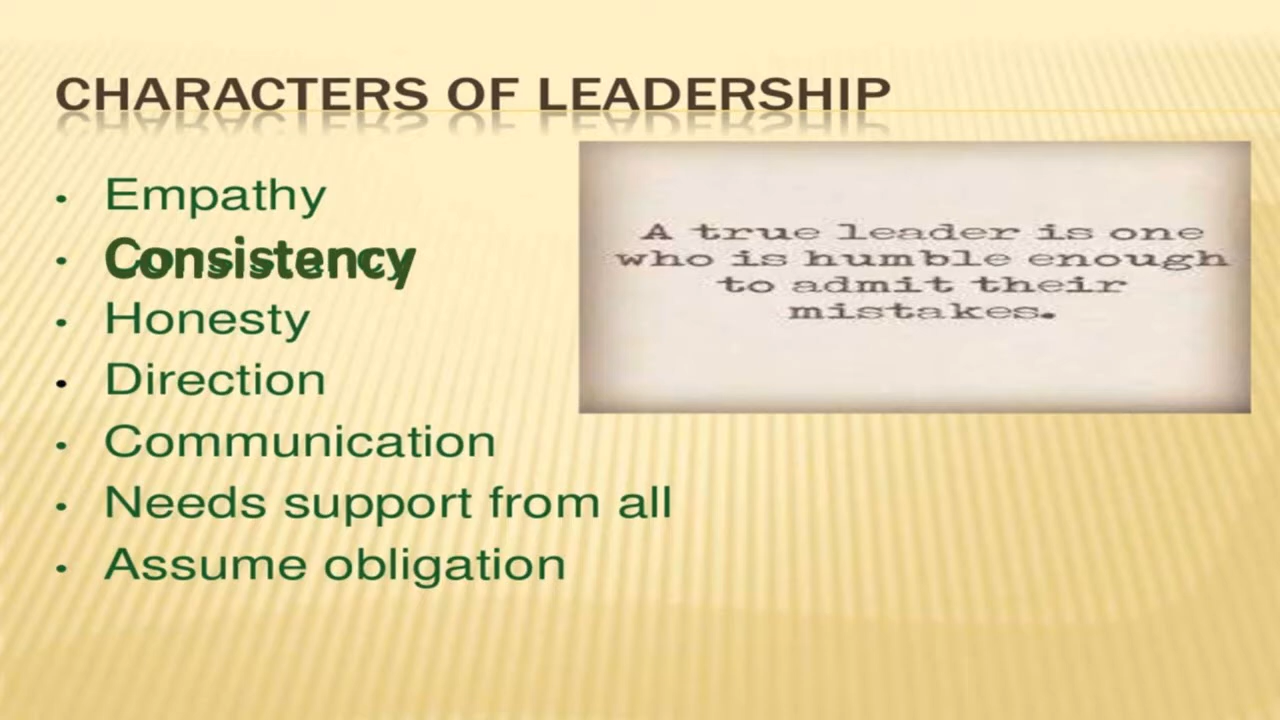 CHARACTERS OF LEADERSHIP
• Empathy
• Consistency
• Honesty
• Direction
• Communication
• Needs support from all
• Assume obligation
A true leader is one
who is humble enough
to admit their
mistakes.